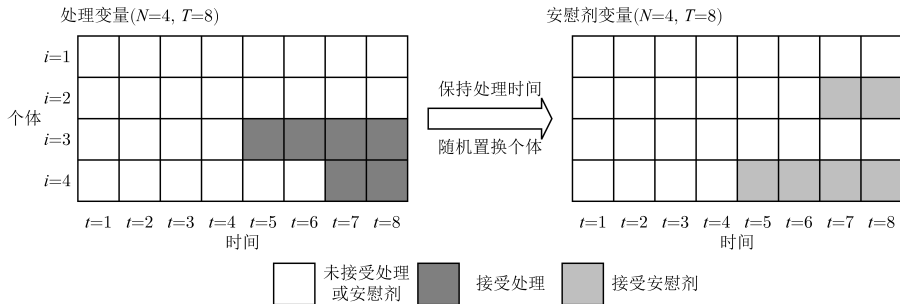 处理变量(N=4, T=8)
i=1
i=2
i=3
i=4
个体
t=1 t=2 t=3 t=4 t=5 t=6 t=7 t=8
时间
保持处理时间
随机置换个体
安慰剂变量(N=4, T=8)
t=1 t=2 t=3 t=4 t=5 t=6 t=7 t=8
时间
未接受处理
或安慰剂
接受处理
接受安慰剂